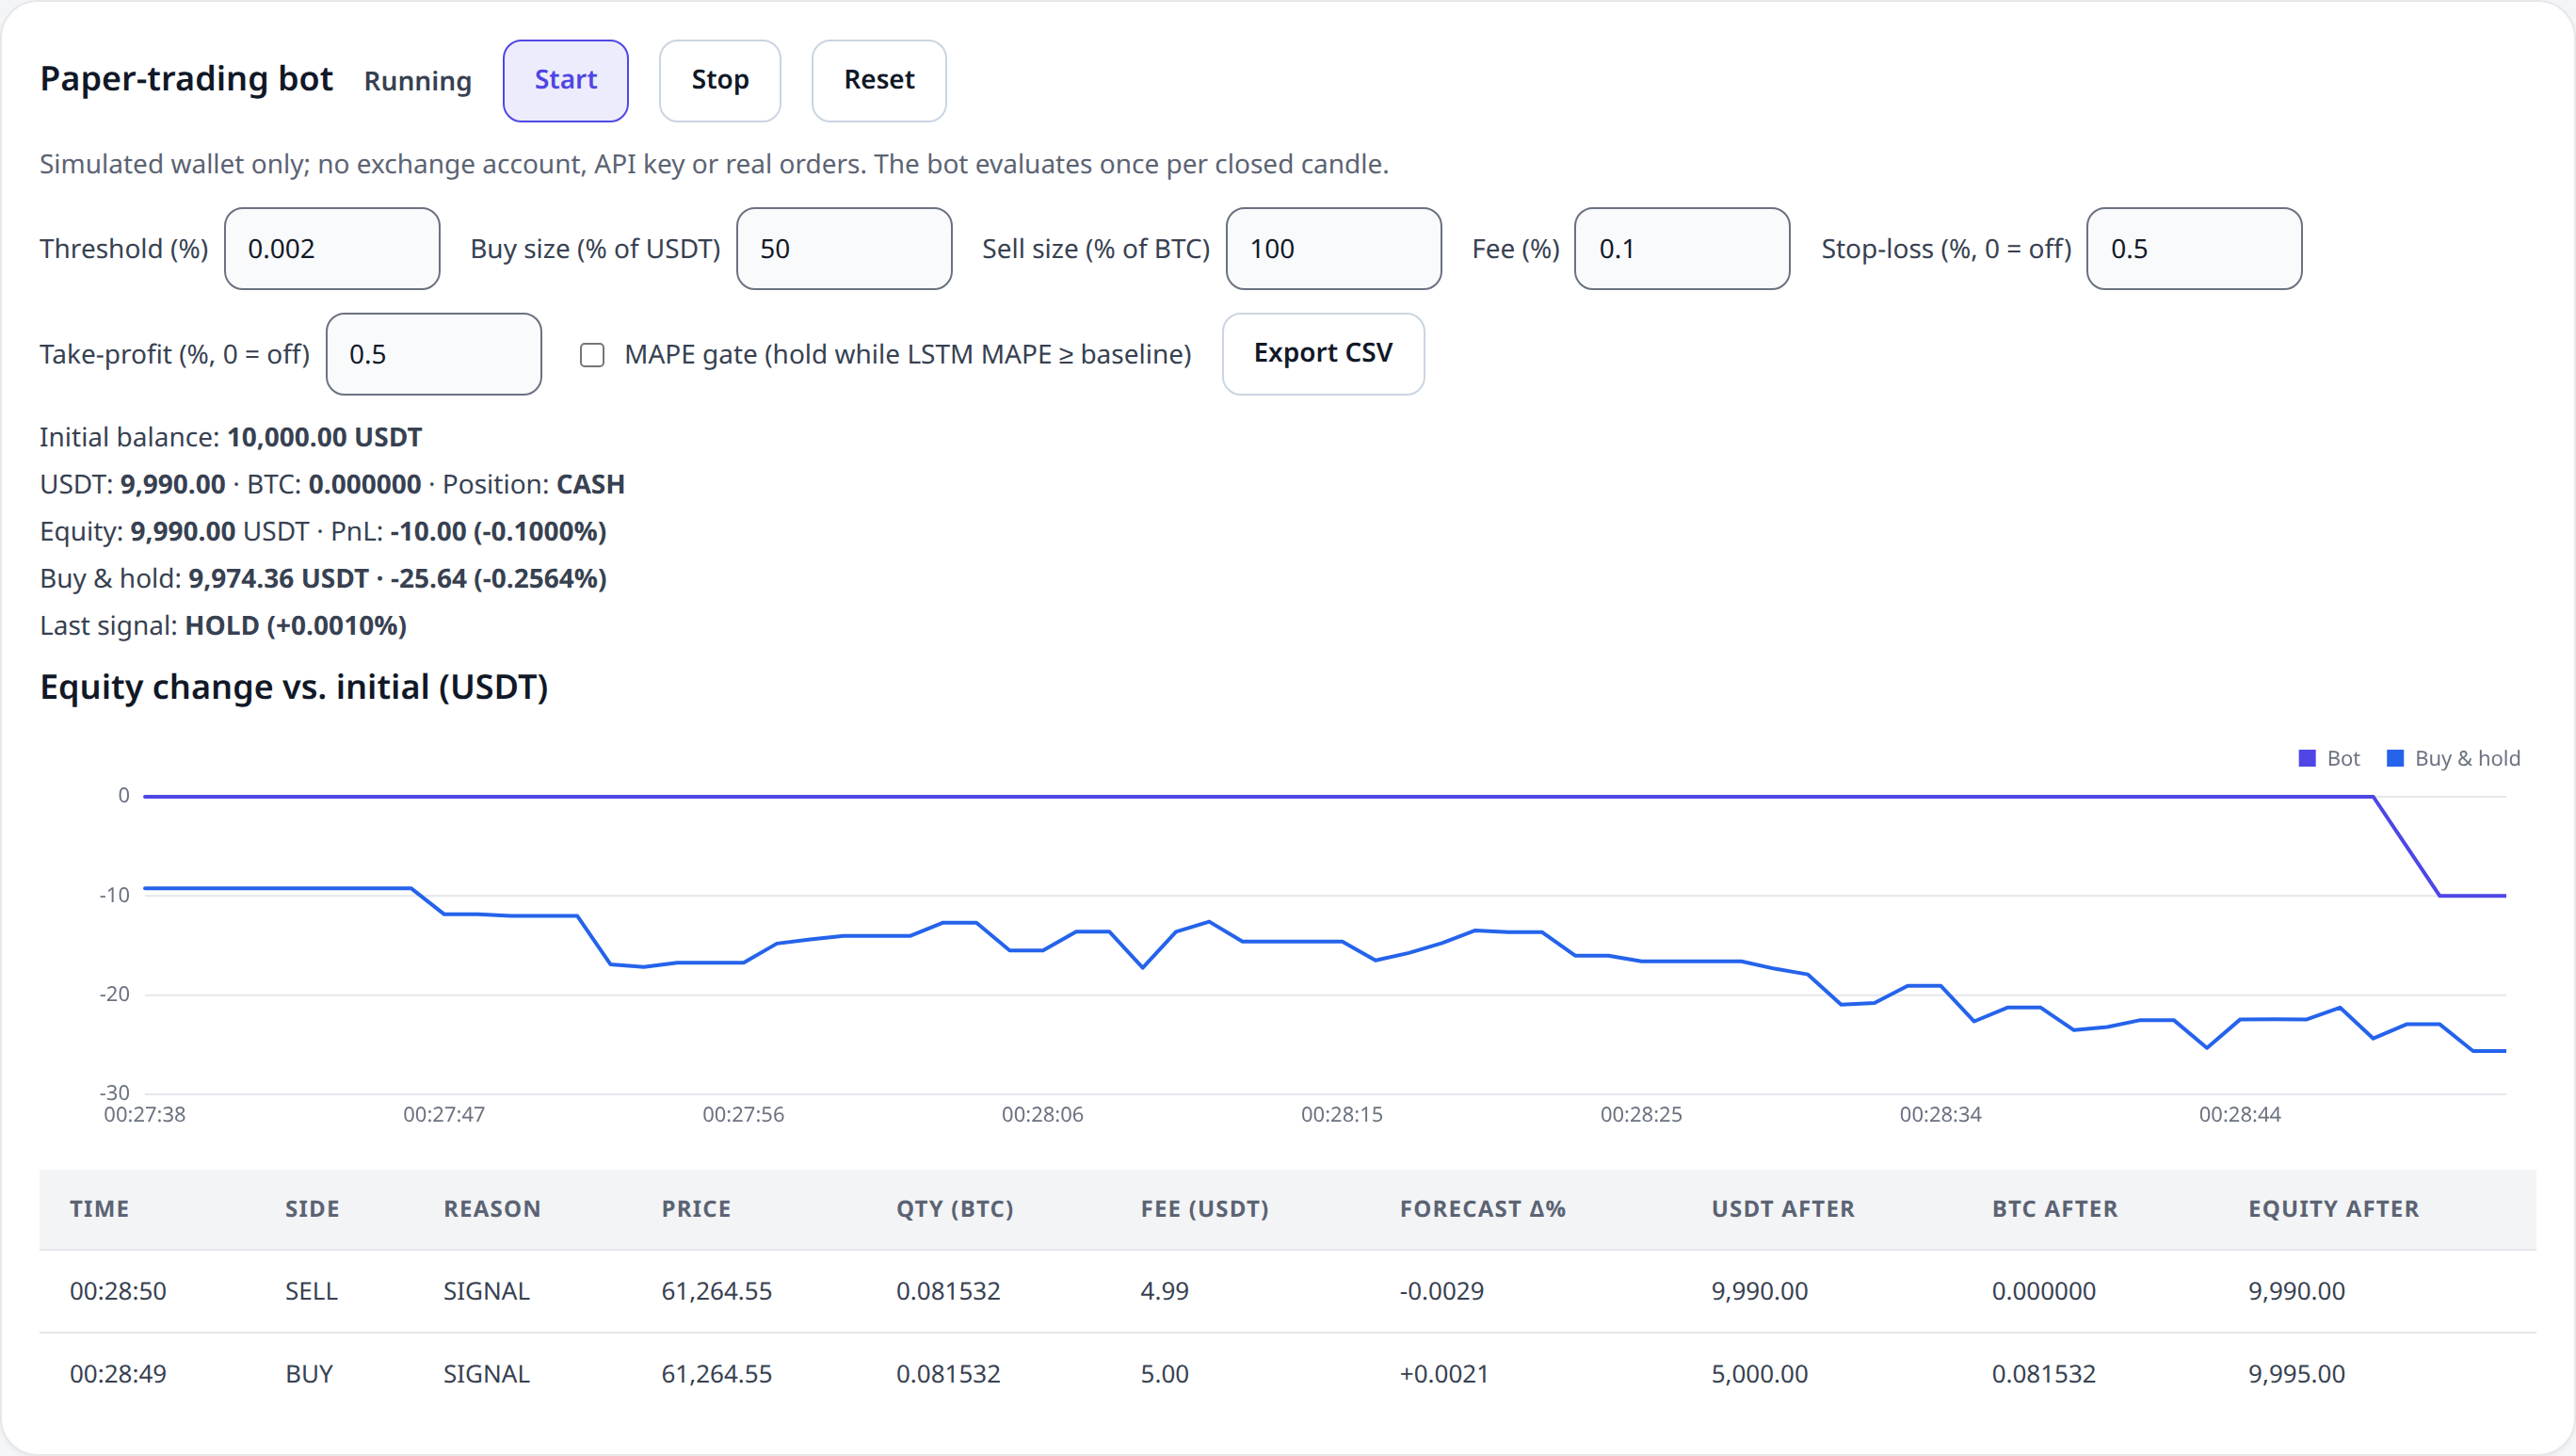 Paper-trading bot Running Start Stop Reset
Simulated wallet only; no exchange account, API key or real orders. The bot evaluates once per closed candle.
Threshold (%) 0.002 Buy size (% of USDT) 50 Sell size (% of BTC) 100 Fee (%) 0.1 Stop-loss (%, 0 = off) 0.5
Take-profit (%, 0 = off) 0.5 MAPE gate (hold while LSTM MAPE ≥ baseline) Export CSV
Initial balance: 10,000.00 USDT
USDT: 9,990.00 · BTC: 0.000000 · Position: CASH
Equity: 9,990.00 USDT · PnL: -10.00 (-0.1000%)
Buy & hold: 9,974.36 USDT · -25.64 (-0.2564%)
Last signal: HOLD (+0.0010%)
Equity change vs. initial (USDT)
Bot Buy & hold
0
-10
-20
-30
00:27:38 00:27:47 00:27:56 00:28:06 00:28:15 00:28:25 00:28:34 00:28:44
TIME SIDE REASON PRICE QTY (BTC) FEE (USDT) FORECAST Δ% USDT AFTER BTC AFTER EQUITY AFTER
00:28:50 SELL SIGNAL 61,264.55 0.081532 4.99 -0.0029 9,990.00 0.000000 9,990.00
00:28:49 BUY SIGNAL 61,264.55 0.081532 5.00 +0.0021 5,000.00 0.081532 9,995.00